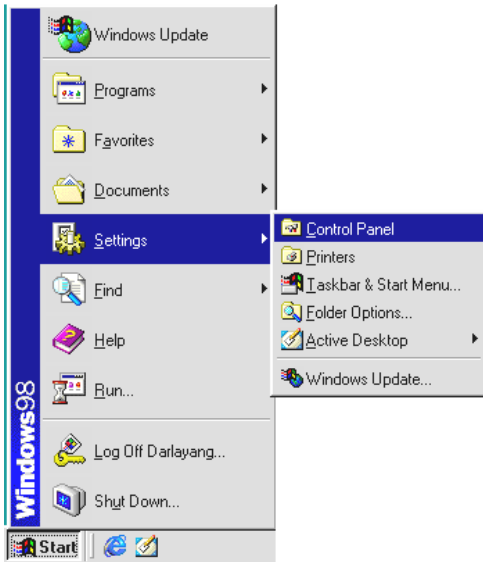 Windows Update
Programs
Favorites
Documents
Settings
Find
Help
Run...
Log Off Darlayang...
Shut Down...
Windows98
Start
Control Panel
Printers
Taskbar & Start Menu...
Folder Options...
Active Desktop
Windows Update...